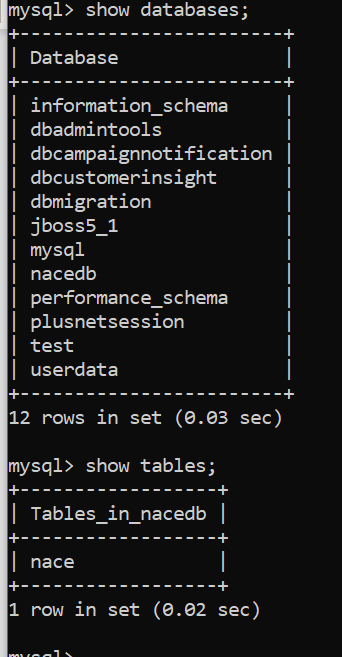 mysql> show databases;
+------------------------+
| Database               |
+------------------------+
| information_schema     |
| dbadmintools           |
| dbcampaignnotification |
| dbcustomerinsight      |
| dbmigration            |
| jboss5_1               |
| mysql                  |
| nacedb                 |
| performance_schema     |
| plusnetsession         |
| test                   |
| userdata               |
+------------------------+
12 rows in set (0.03 sec)

mysql> show tables;
+------------------+
| Tables_in_nacedb |
+------------------+
| nace             |
+------------------+
1 row in set (0.02 sec)

mysql>